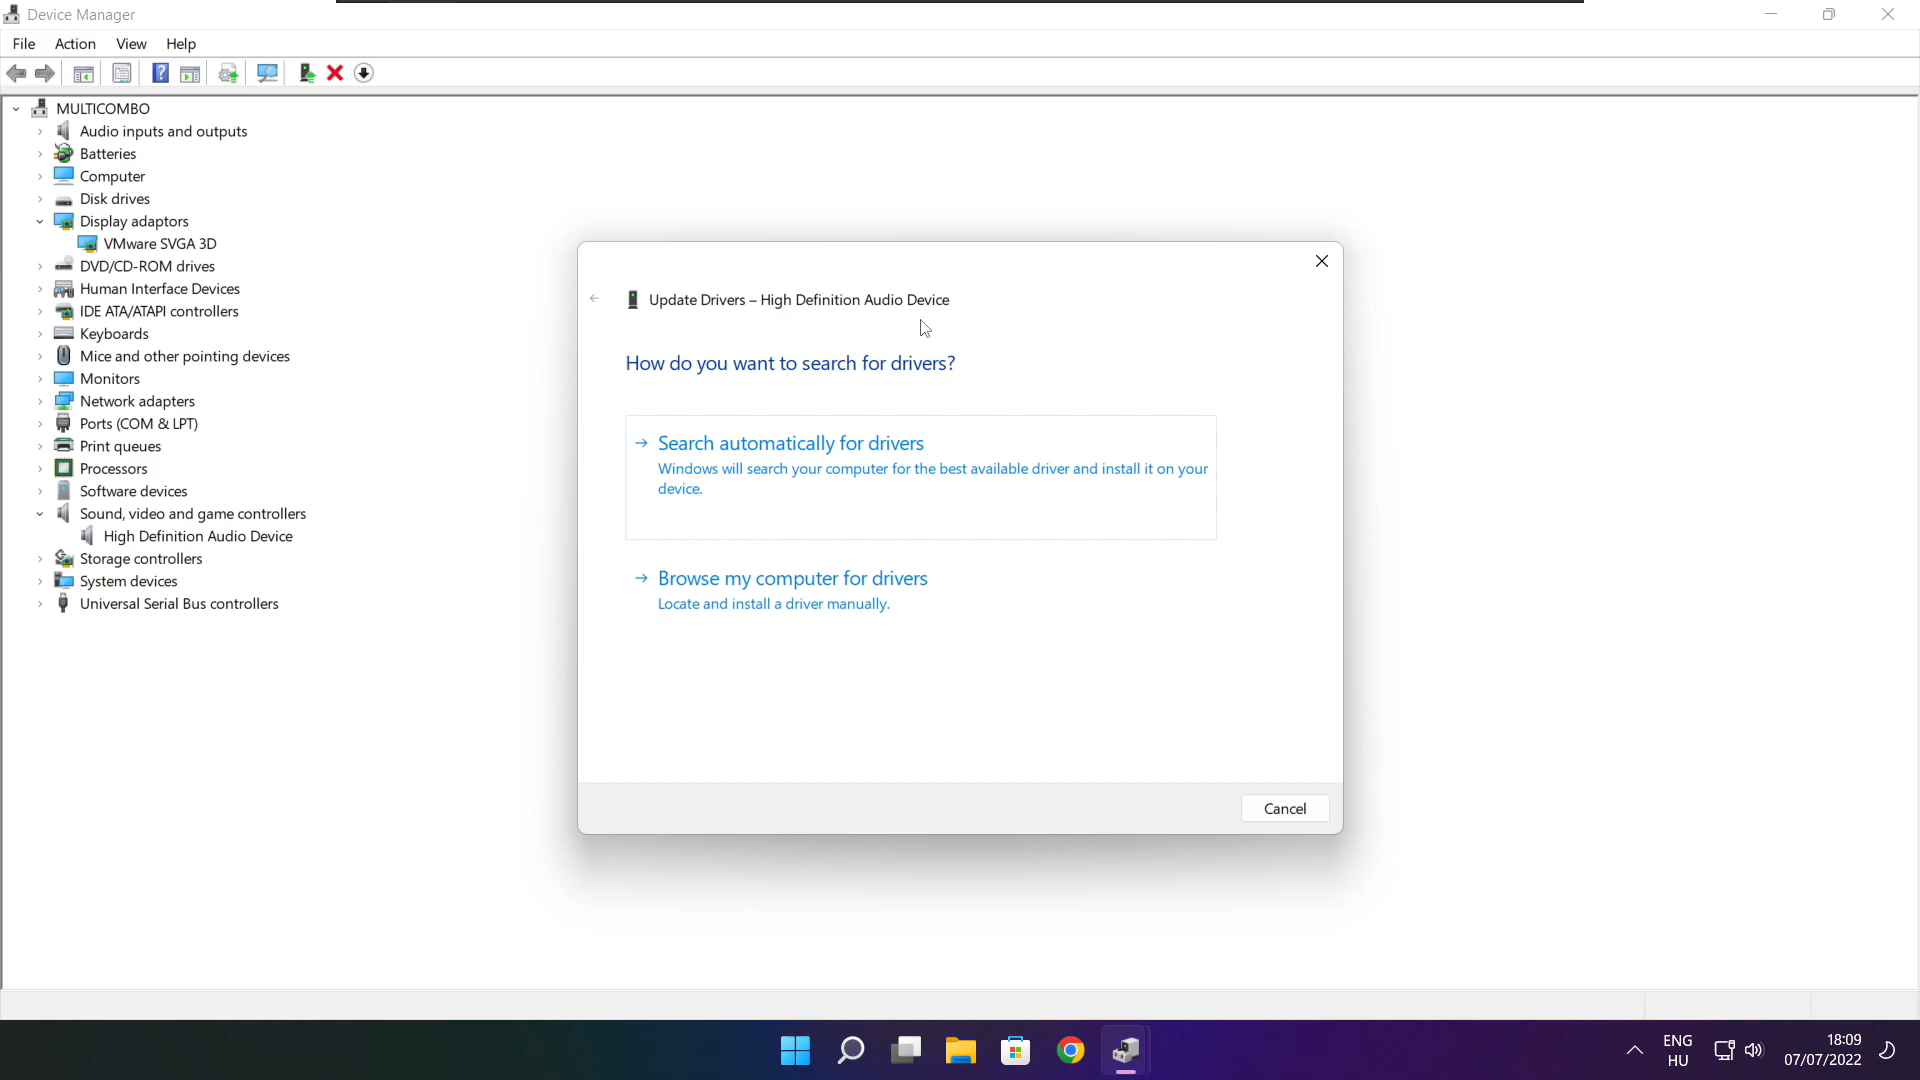 Device Manager
File Action View Help
MULTICOMBO
Audio inputs and outputs
Batteries
Computer
Disk drives
Display adaptors
VMware SVGA 3D
DVD/CD-ROM drives
Human Interface Devices
IDE ATA/ATAPI controllers
Keyboards
Mice and other pointing devices
Monitors
Network adapters
Ports (COM & LPT)
Print queues
Processors
Software devices
Sound, video and game controllers
High Definition Audio Device
Storage controllers
System devices
Universal Serial Bus controllers
Update Drivers – High Definition Audio Device
How do you want to search for drivers?
Search automatically for drivers
Windows will search your computer for the best available driver and install it on your
device.
Browse my computer for drivers
Locate and install a driver manually.
Cancel
ENG
HU
18:09
07/07/2022